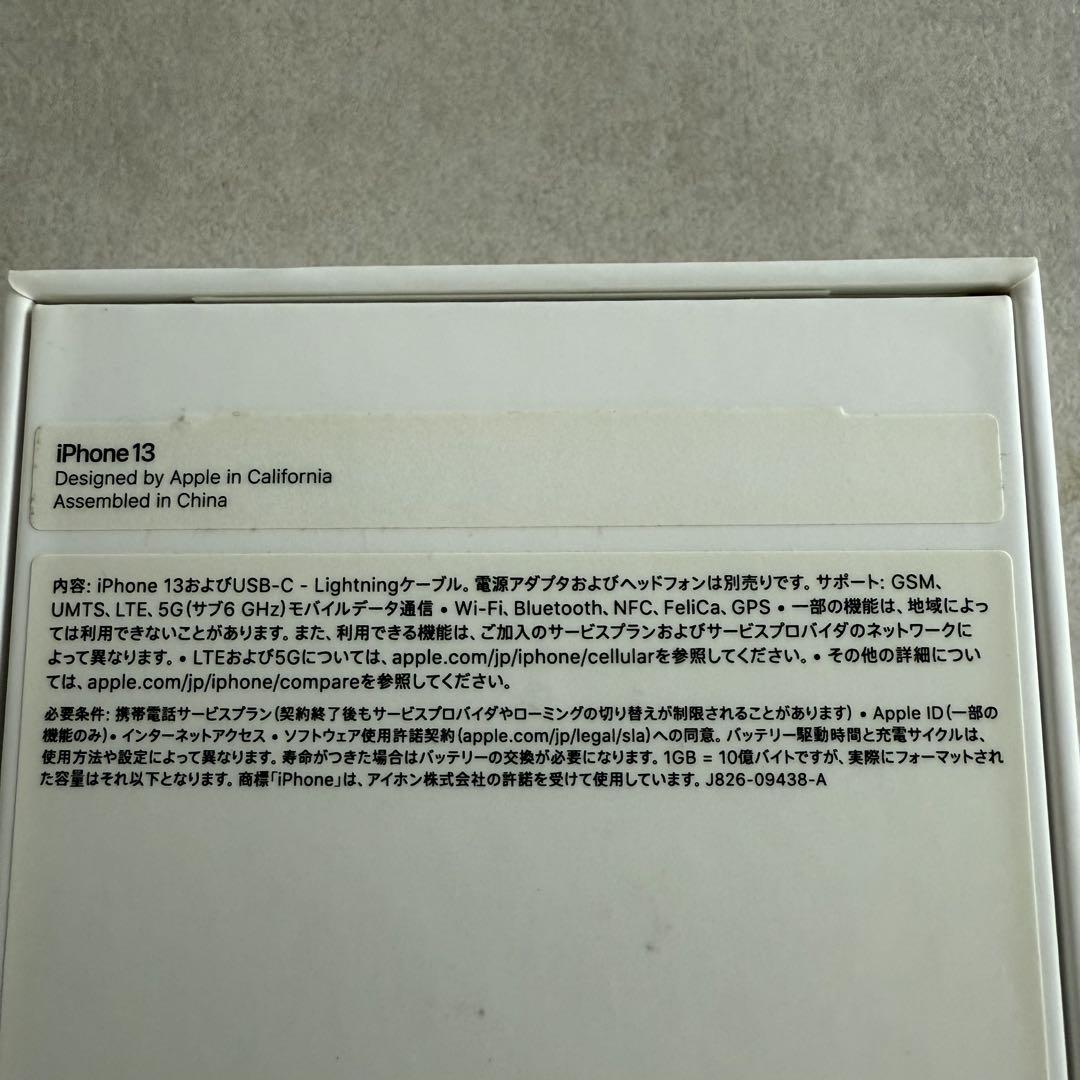 iPhone 13
Designed by Apple in California
Assembled in China
内容: iPhone 13およびUSB-C - Lightningケーブル。電源アダプタおよびヘッドフォンは別売りです。サポート: GSM、
UMTS、LTE、5G(サブ6 GHz)モバイルデータ通信 • Wi-Fi、Bluetooth、NFC、FeliCa、GPS • 一部の機能は、地域によっ
ては利用できないことがあります。また、利用できる機能は、ご加入のサービスプランおよびサービスプロバイダのネットワークに
よって異なります。• LTEおよび5Gについては、apple.com/jp/iphone/cellularを参照してください。• その他の詳細につい
ては、apple.com/jp/iphone/compareを参照してください。
必要条件: 携帯電話サービスプラン(契約終了後もサービスプロバイダやローミングの切り替えが制限されることがあります) • Apple ID(一部の
機能のみ)• インターネットアクセス • ソフトウェア使用許諾契約(apple.com/jp/legal/sla)への同意。バッテリー駆動時間と充電サイクルは、
使用方法や設定によって異なります。寿命がつきた場合はバッテリーの交換が必要になります。1GB = 10億バイトですが、実際にフォーマットされ
た容量はそれ以下となります。商標「iPhone」は、アイホン株式会社の許諾を受けて使用しています。J826-09438-A